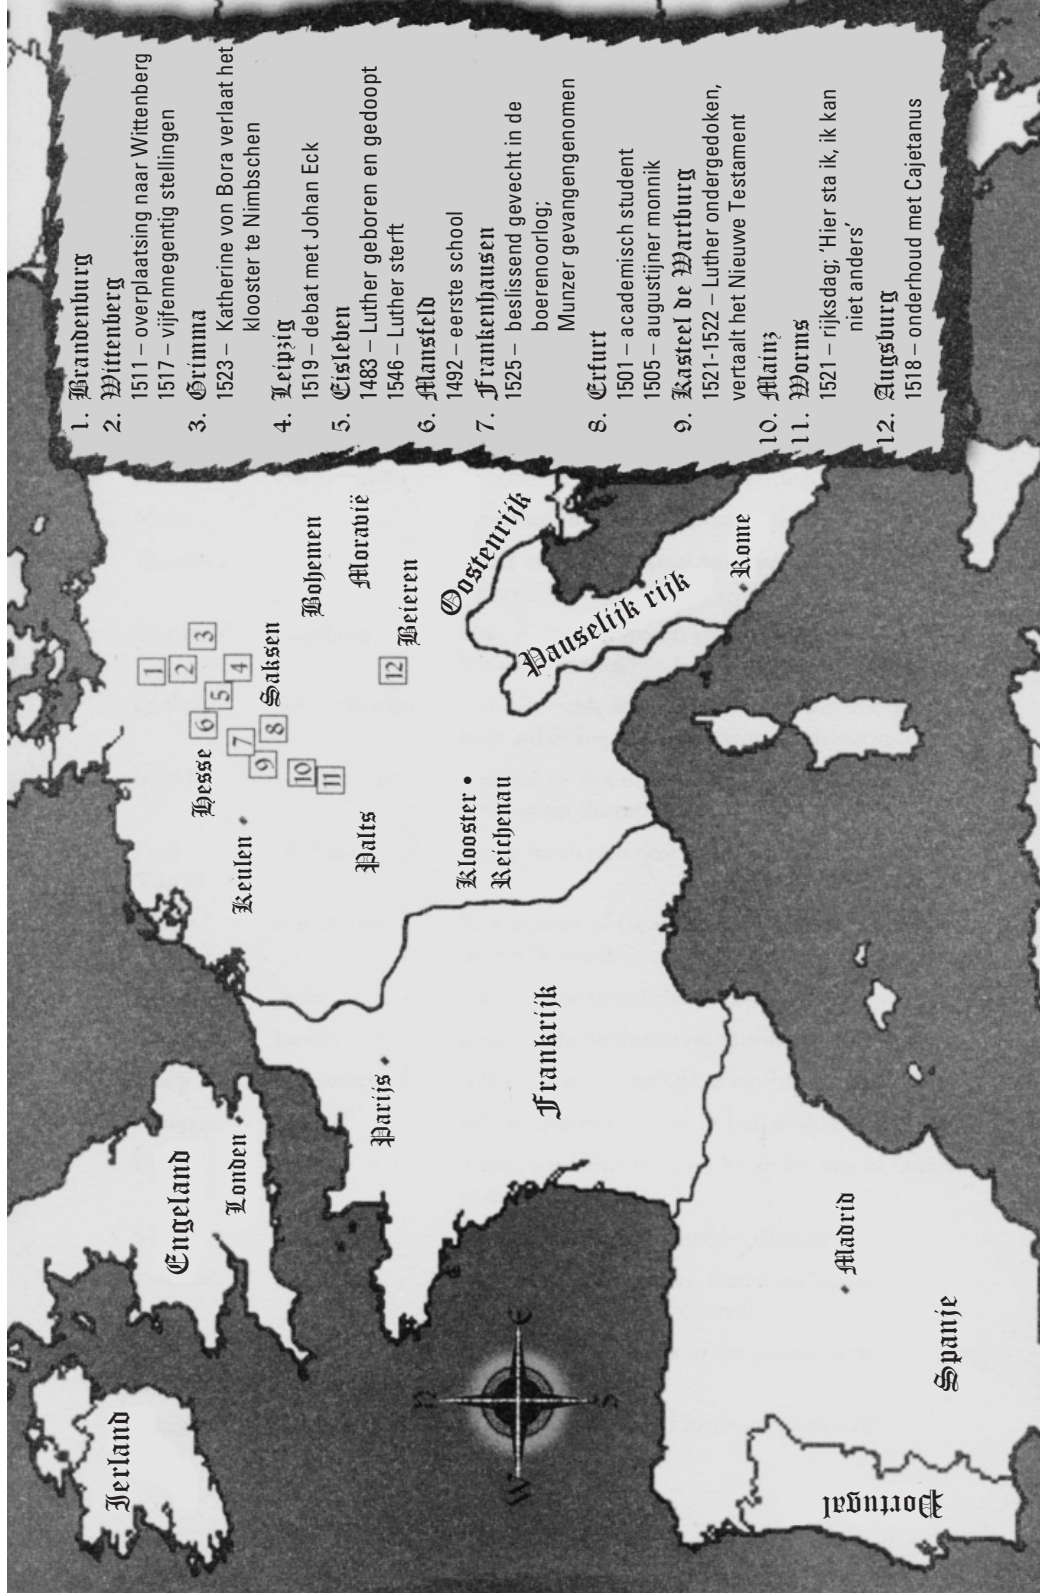 1. Brandenburg
2. Wittenberg
1511 – overplaatsing naar Wittenberg
1517 – vijfennegentig stellingen
3. Grimma
1523 – Katherine von Bora verlaat het
klooster te Nimbschen
4. Leipzig
1519 – debat met Johan Eck
5. Eisleben
1483 – Luther geboren en gedoopt
1546 – Luther sterft
6. Mansfeld
1492 – eerste school
7. Frankenhausen
1525 – beslissend gevecht in de
boerenoorlog;
Munzer gevangengenomen
8. Erfurt
1501 – academisch student
1505 – augustijner monnik
9. Kasteel de Wartburg
1521-1522 – Luther ondergedoken,
vertaalt het Nieuwe Testament
10. Mainz
11. Worms
1521 – rijksdag; 'Hier sta ik, ik kan
niet anders'
12. Augsburg
1518 – onderhoud met Cajetanus
Ierland
Engeland
Londen
Keulen
Hesse
1
2
3
4
5
6
7
8
9
10
11
12
Saksen
Bohemen
Moravië
Beieren
Palts
Parijs
Klooster
Reichenau
Oostenrijk
Frankrijk
Pauselijk rijk
Rome
Madrid
Spanje
Portugal
N
E
S
W